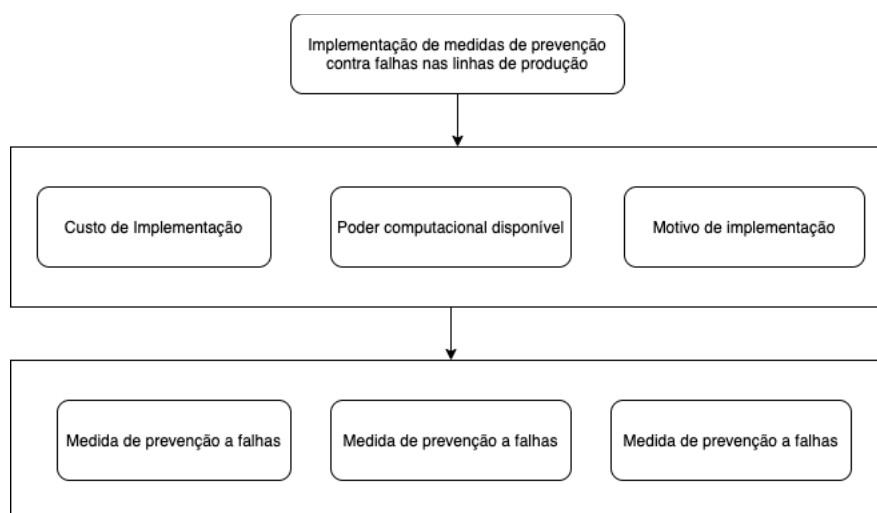 Implementação de medidas de prevenção
contra falhas nas linhas de produção
Custo de Implementação
Poder computacional disponível
Motivo de implementação
Medida de prevenção a falhas
Medida de prevenção a falhas
Medida de prevenção a falhas